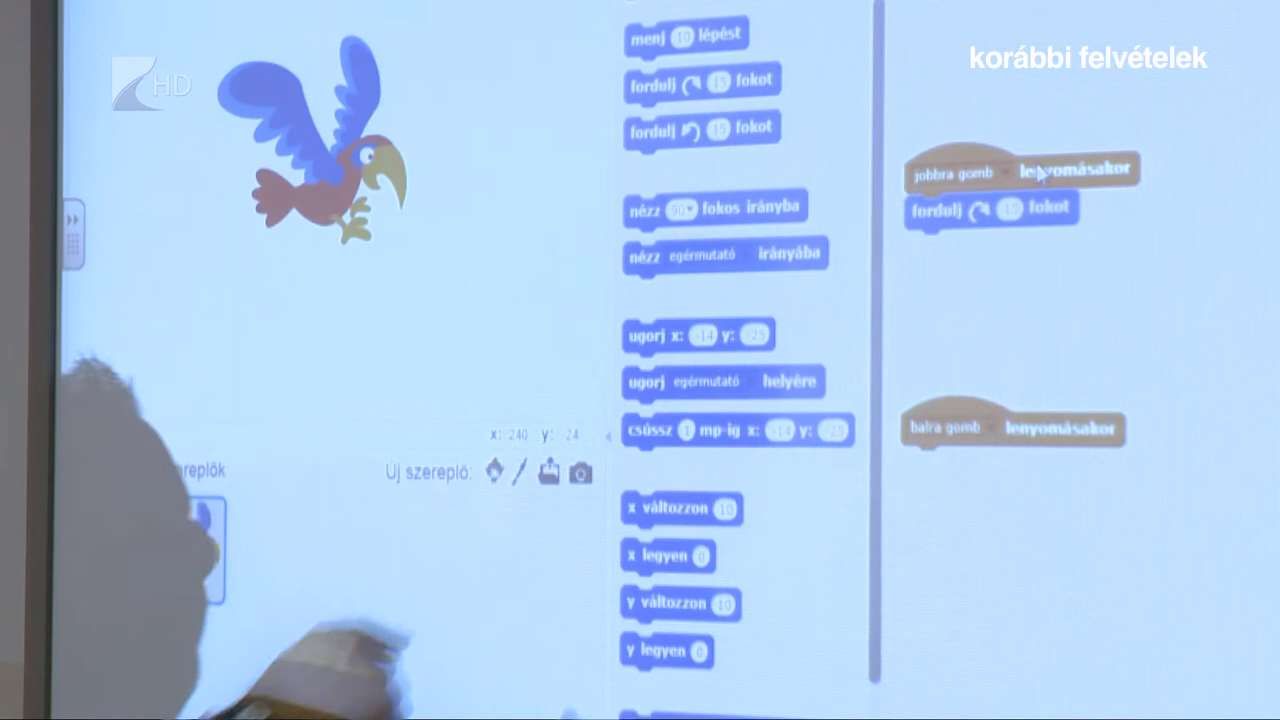 HD
korábbi felvételek
menj 10 lépést
fordulj 15 fokot
fordulj 15 fokot
nézz 90 fokos irányba
nézz egérmutató irányába
ugorj x: -14 y: -25
ugorj egérmutató helyére
csússz 1 mp-ig x: -14 y: -25
x változzon 10
x legyen 0
y változzon 10
y legyen 0
jobbra gomb lenyomásakor
fordulj 15 fokot
balra gomb lenyomásakor
x: 240 y: -24
Új szereplő: